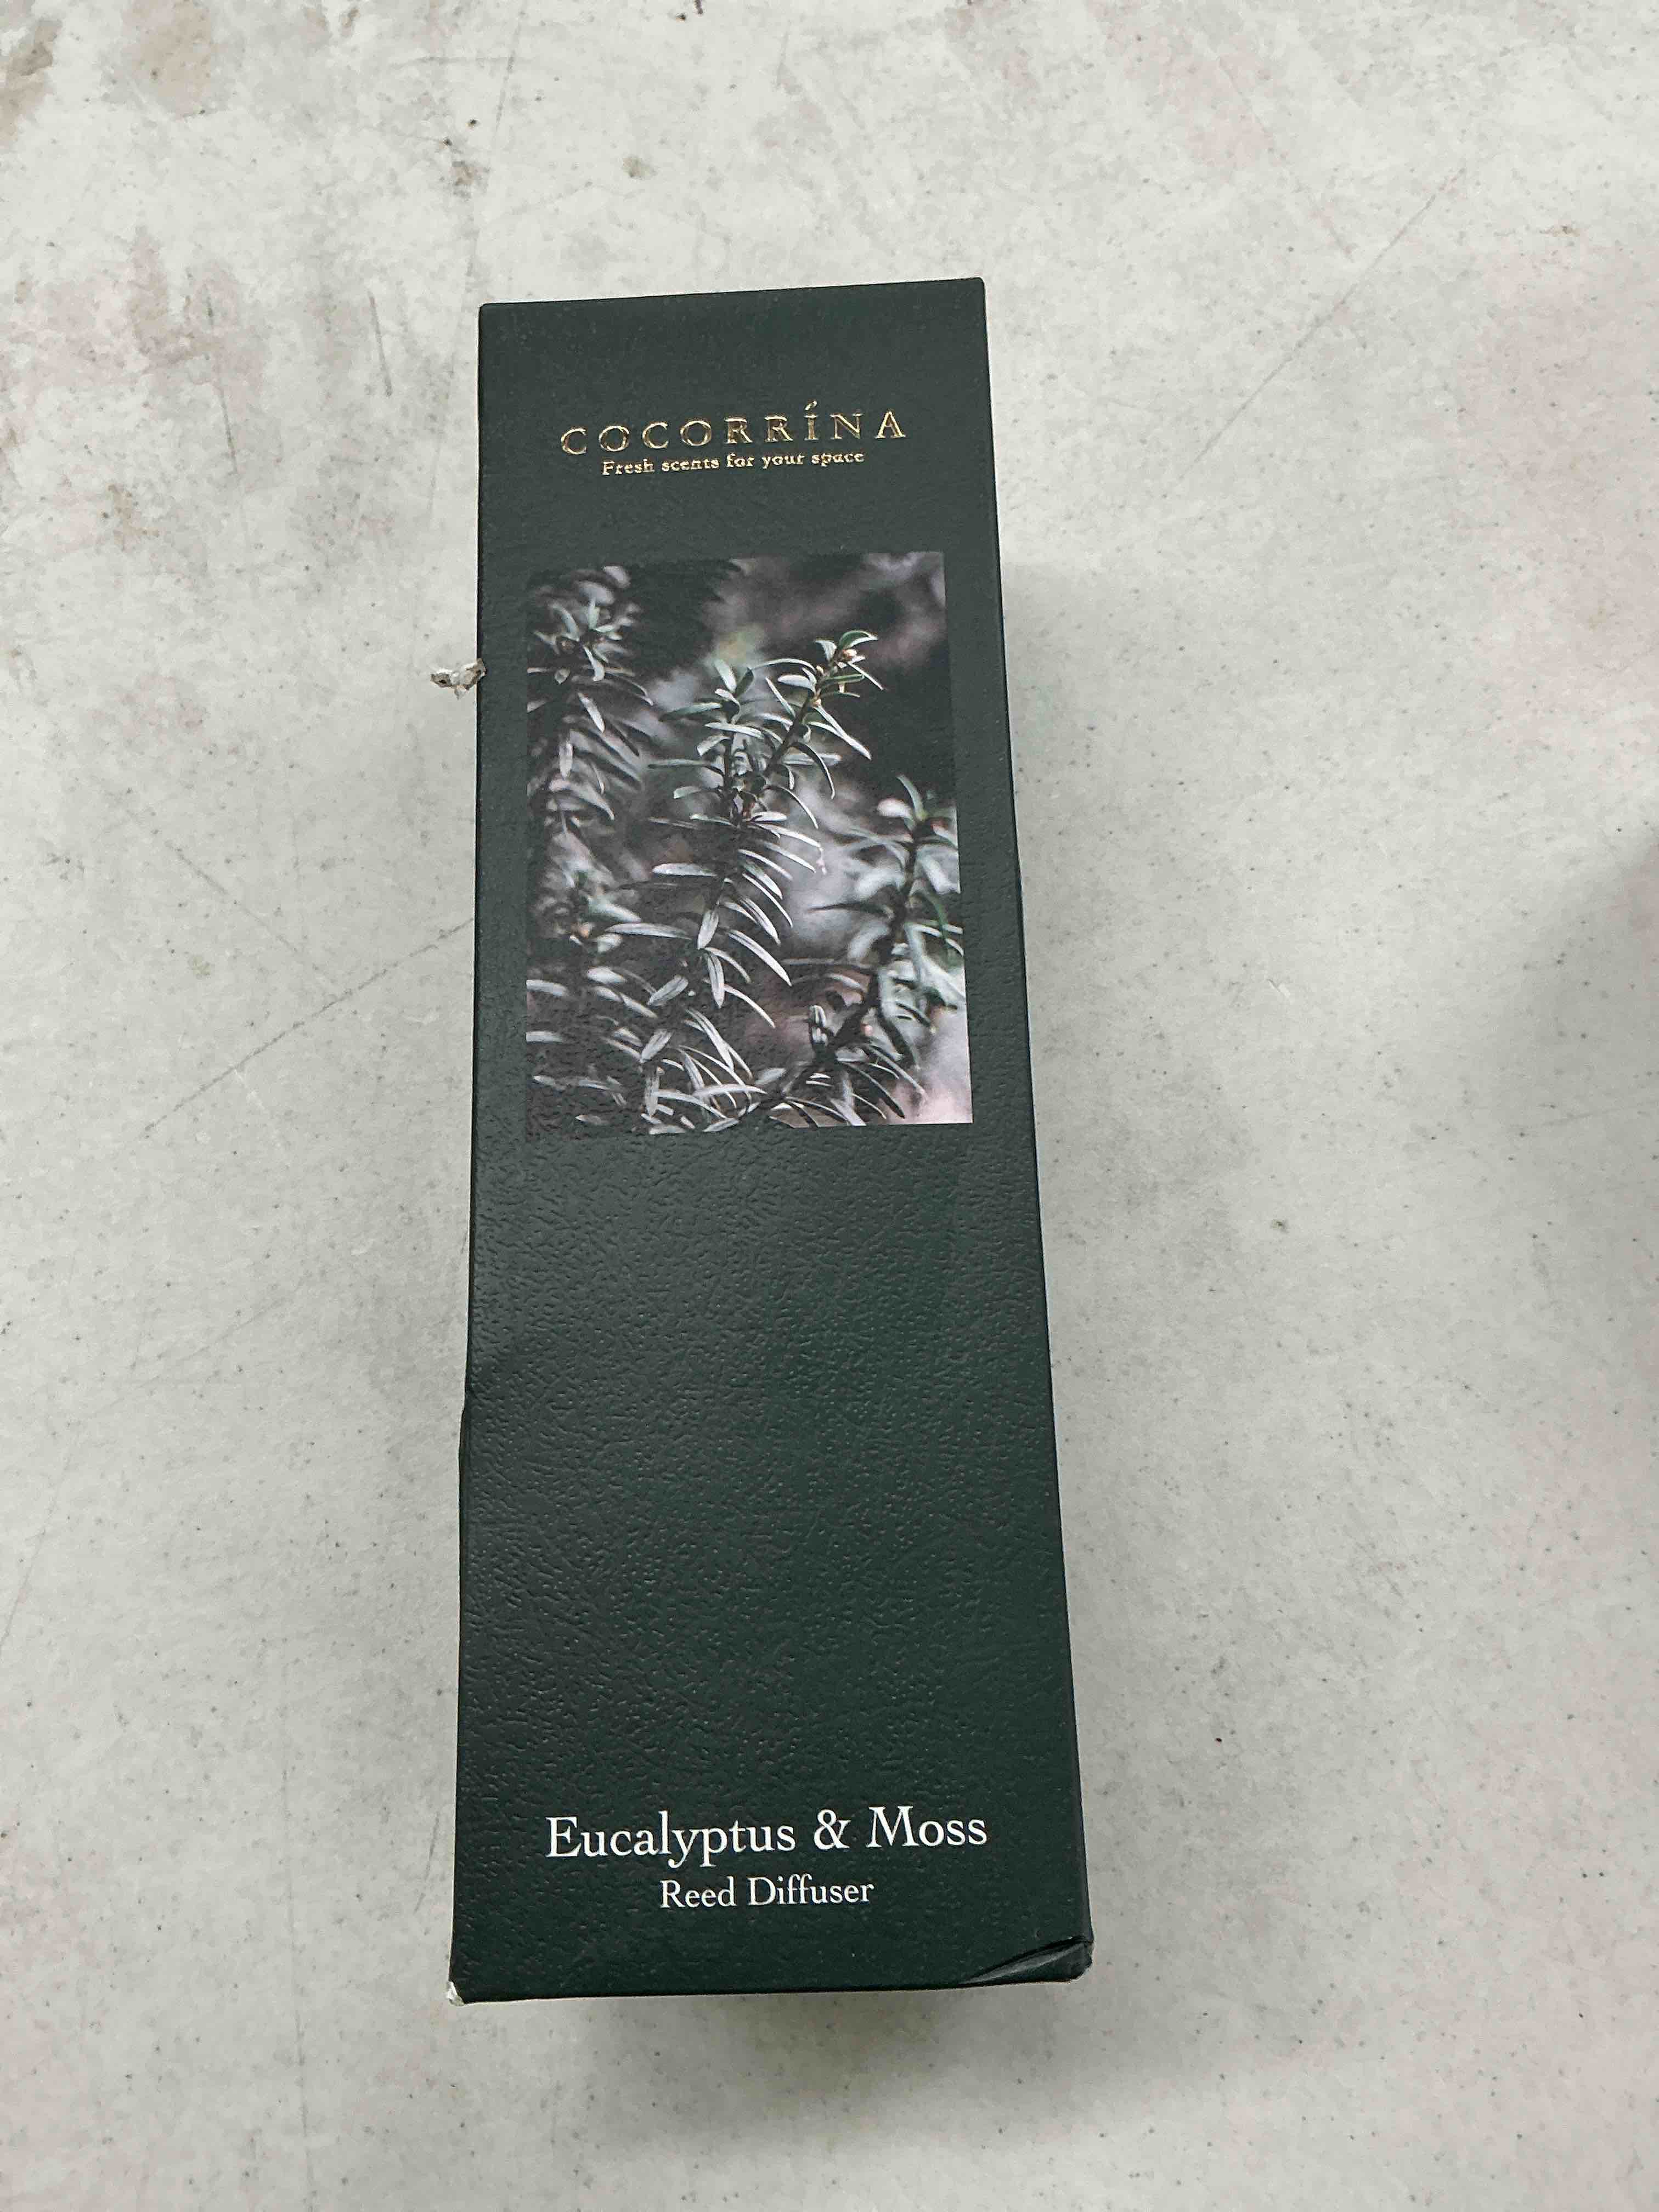 COCORRÍNA
Fresh scents for your space
Eucalyptus & Moss
Reed Diffuser